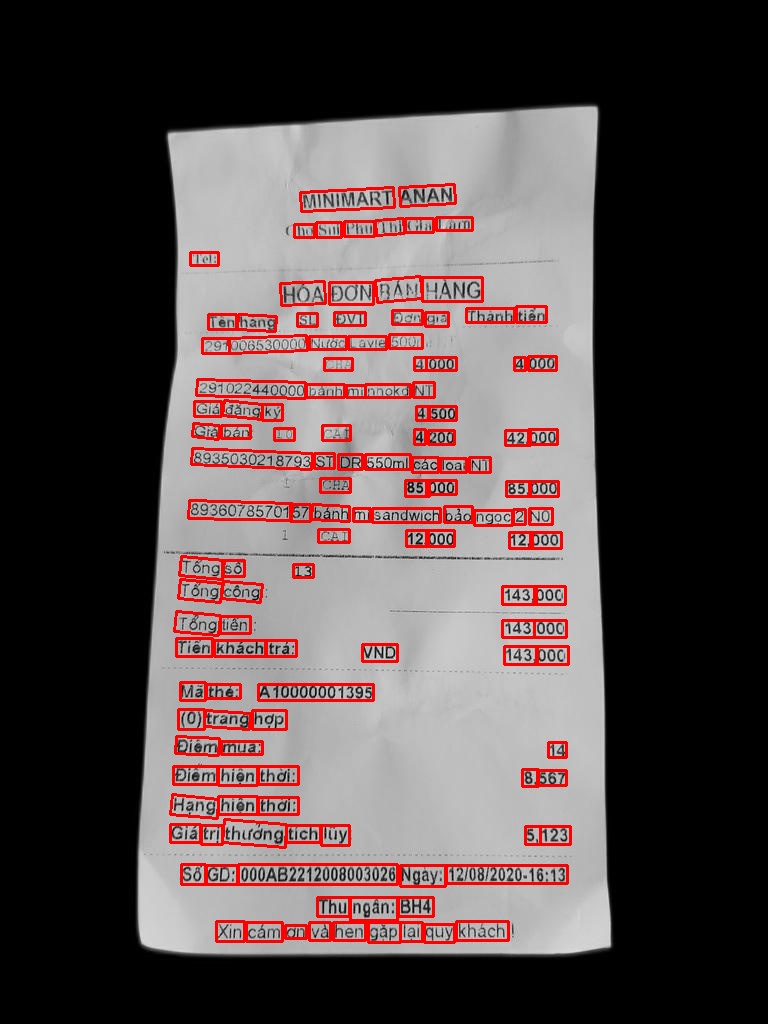 MINIMART ANAN
Chợ Sủi Phú Thị Gia Lâm
Tel:
HÓA ĐƠN BÁN HÀNG
Tên hàng SL ĐVT Đơn giá Thành tiền
291006530000 Nước Lavie 500
1 CHA 4,000 4,000
291022440000 bánh mì nhokd NT
Giá đăng ký 4,500
Giá bán 10 CAI 4,200 42,000
8935030218793 ST DR 550ml các loại NT
1 CHA 85,000 85,000
8936078570157 bánh mì sandwich bảo ngọc 2 N0
1 CAI 12,000 12,000
Tổng số 13
Tổng cộng: 143,000
Tổng tiền: 143,000
Tiền khách trả: VND 143,000
Mã thẻ: A10000001395
(0) trang hợp
Điểm mua: 14
Điểm hiện thời: 8,567
Hạng hiện thời:
Giá trị thưởng tích lũy 5,123
Số GD: 000AB2212008003026 Ngày: 12/08/2020-16:13
Thu ngân: BH4
Xin cám ơn và hẹn gặp lại quý khách !